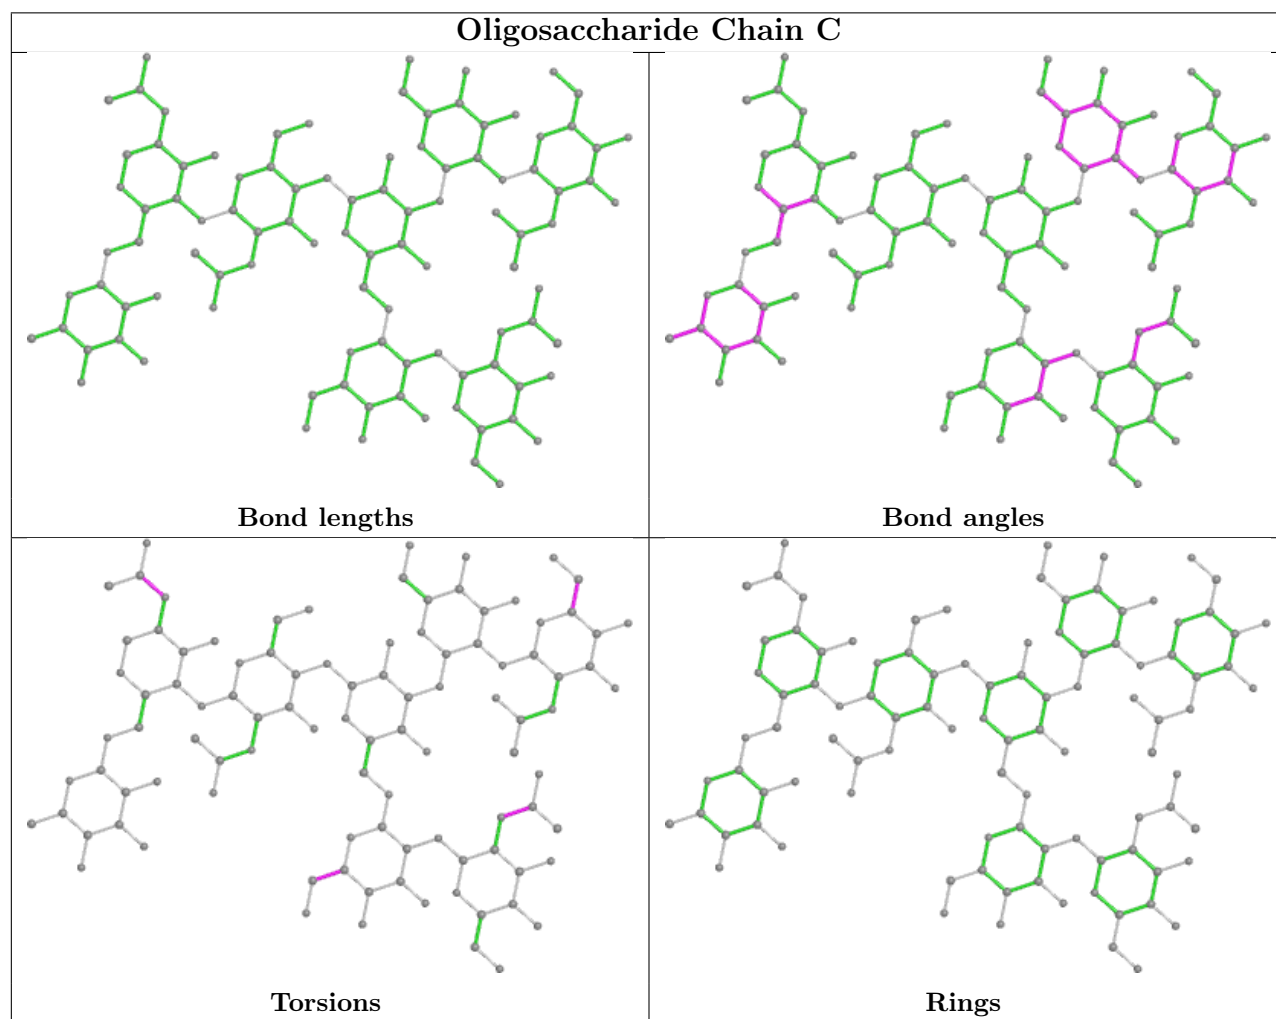 Oligosaccharide Chain C
Bond lengths
Bond angles
Torsions
Rings